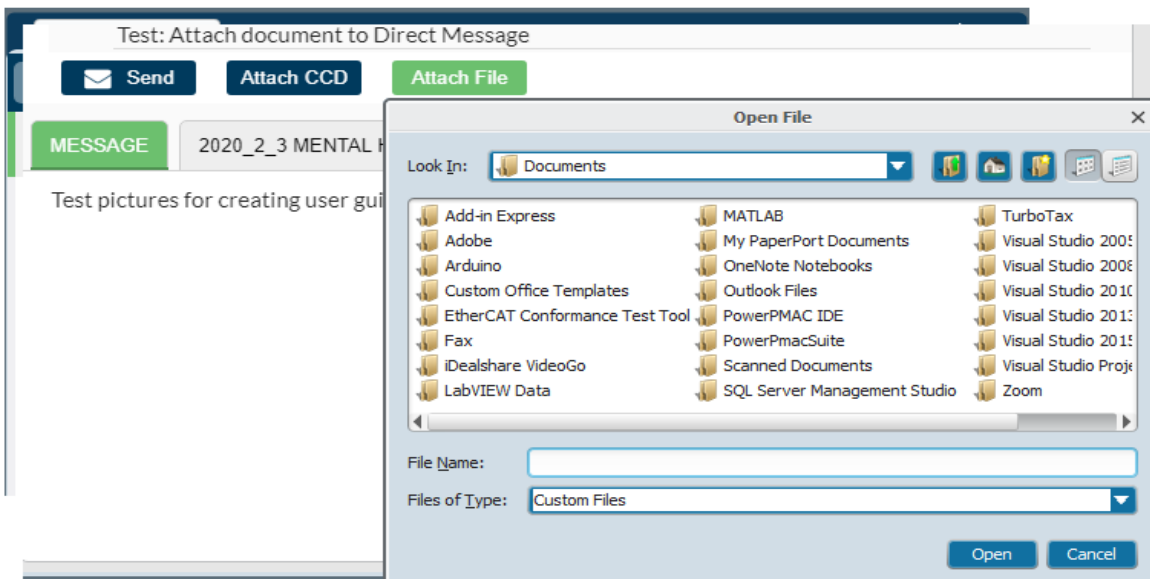 Test: Attach document to Direct Message
Send Attach CCD Attach File
MESSAGE 2020_2_3 MENTAL
Test pictures for creating user gui
Open File
Look In: Documents
Add-in Express MATLAB TurboTax
Adobe My PaperPort Documents Visual Studio 2005
Arduino OneNote Notebooks Visual Studio 2008
Custom Office Templates Outlook Files Visual Studio 2010
EtherCAT Conformance Test Tool PowerPMAC IDE Visual Studio 2013
Fax PowerPmacSuite Visual Studio 2015
iDealshare VideoGo Scanned Documents Visual Studio Proje
LabVIEW Data SQL Server Management Studio Zoom
File Name:
Files of Type: Custom Files
Open Cancel